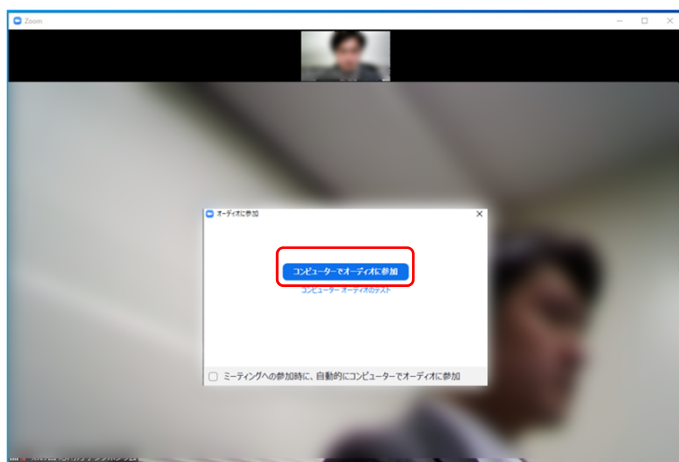 Zoom
オーディオに参加
コンピューターでオーディオに参加
コンピューター オーディオのテスト
ミーティングへの参加時に、自動的にコンピューターでオーディオに参加